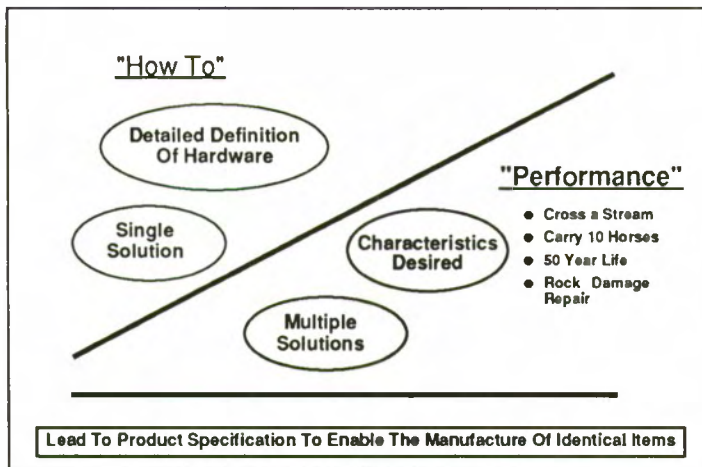 "How To"
Detailed Definition
Of Hardware
Single
Solution
"Performance"
● Cross a Stream
● Carry 10 Horses
● 50 Year Life
● Rock Damage
Repair
Characteristics
Desired
Multiple
Solutions
Lead To Product Specification To Enable The Manufacture Of Identical Items